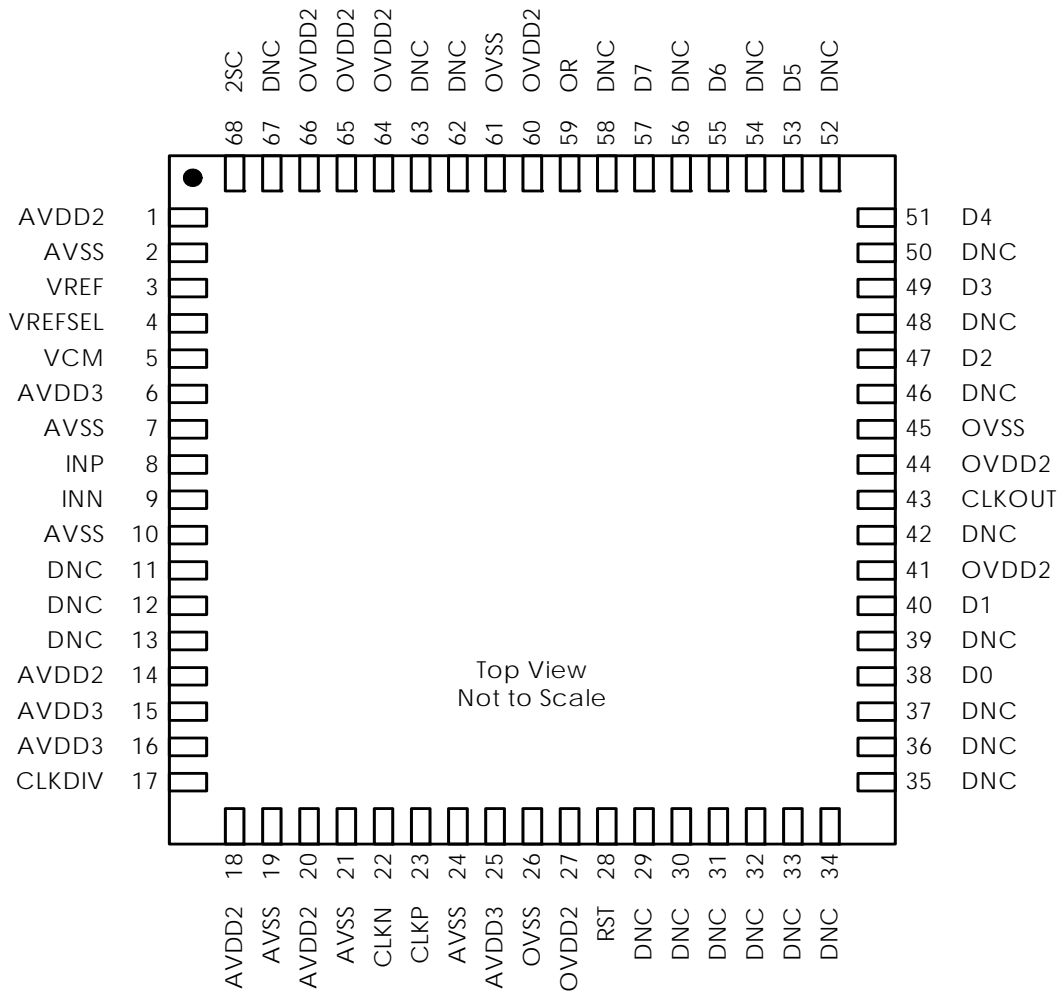 2SC DNC OVDD2 OVDD2 OVDD2 DNC DNC OVSS OVDD2 OR DNC D7 DNC D6 DNC D5 DNC
68 67 66 65 64 63 62 61 60 59 58 57 56 55 54 53 52
AVDD2 1
AVSS 2
VREF 3
VREFSEL 4
VCM 5
AVDD3 6
AVSS 7
INP 8
INN 9
AVSS 10
DNC 11
DNC 12
DNC 13
AVDD2 14
AVDD3 15
AVDD3 16
CLKDIV 17
Top View
Not to Scale
51 D4
50 DNC
49 D3
48 DNC
47 D2
46 DNC
45 OVSS
44 OVDD2
43 CLKOUT
42 DNC
41 OVDD2
40 D1
39 DNC
38 D0
37 DNC
36 DNC
35 DNC
18 19 20 21 22 23 24 25 26 27 28 29 30 31 32 33 34
AVDD2 AVSS AVDD2 AVSS CLKN CLKP AVSS AVDD3 OVSS OVDD2 RST DNC DNC DNC DNC DNC DNC